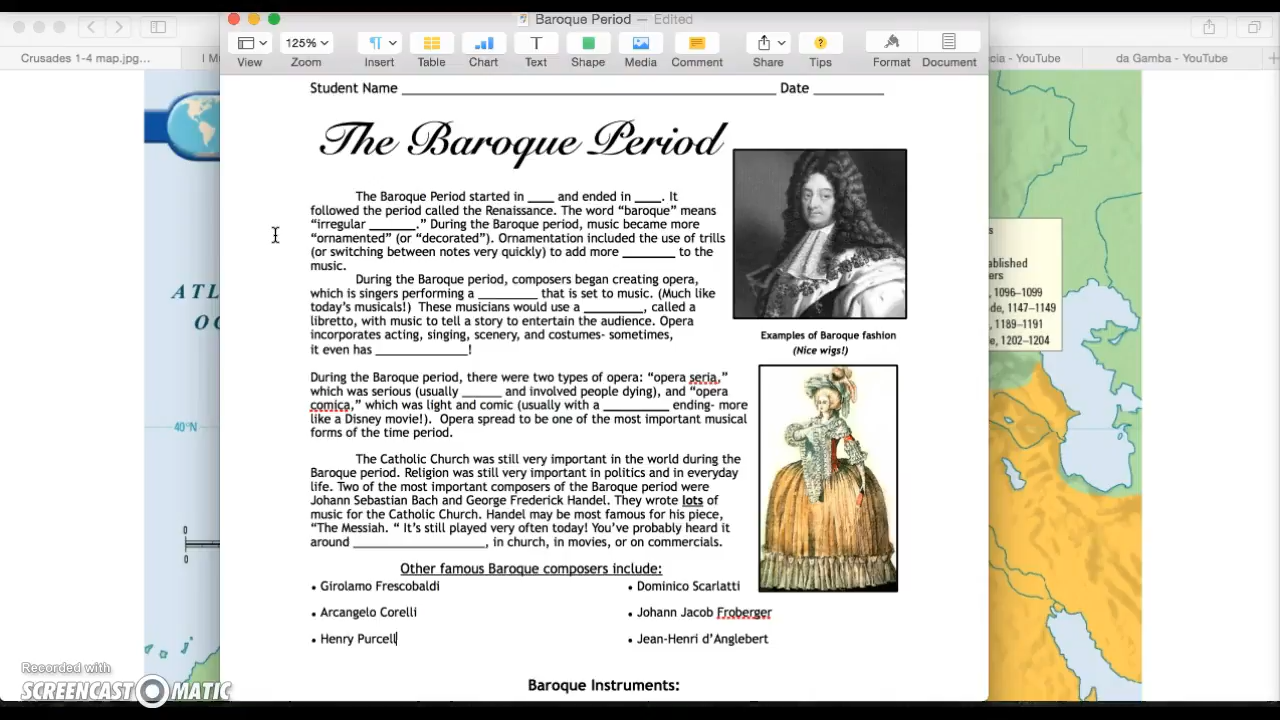 Baroque Period — Edited
125%
View Zoom Insert Table Chart Text Shape Media Comment Share Tips Format Document
Crusades 1-4 map.jpg...
cia - YouTube
da Gamba - YouTube
Student Name ______ Date ______
The Baroque Period
The Baroque Period started in ____ and ended in ____. It
followed the period called the Renaissance. The word “baroque” means
“irregular _______.” During the Baroque period, music became more
“ornamented” (or “decorated”). Ornamentation included the use of trills
(or switching between notes very quickly) to add more ________ to the
music.
During the Baroque period, composers began creating opera,
which is singers performing a _________ that is set to music. (Much like
today’s musicals!) These musicians would use a _________, called a
libretto, with music to tell a story to entertain the audience. Opera
incorporates acting, singing, scenery, and costumes- sometimes,
it even has ______________!
Examples of Baroque fashion
(Nice wigs!)
During the Baroque period, there were two types of opera: “opera seria,”
which was serious (usually ______ and involved people dying), and “opera
comica,” which was light and comic (usually with a __________ ending- more
like a Disney movie!). Opera spread to be one of the most important musical
forms of the time period.
The Catholic Church was still very important in the world during the
Baroque period. Religion was still very important in politics and in everyday
life. Two of the most important composers of the Baroque period were
Johann Sebastian Bach and George Frederick Handel. They wrote lots of
music for the Catholic Church. Handel may be most famous for his piece,
“The Messiah. “ It’s still played very often today! You’ve probably heard it
around ____________________, in church, in movies, or on commercials.
Other famous Baroque composers include:
• Girolamo Frescobaldi
• Dominico Scarlatti
• Arcangelo Corelli
• Johann Jacob Froberger
• Henry Purcell
• Jean-Henri d’Anglebert
Baroque Instruments:
ATL
OC
40°N
0
0
s
ablished
ers
, 1096–1099
de, 1147–1149
, 1189–1191
e, 1202–1204
Recorded with
SCREENCAST-O-MATIC